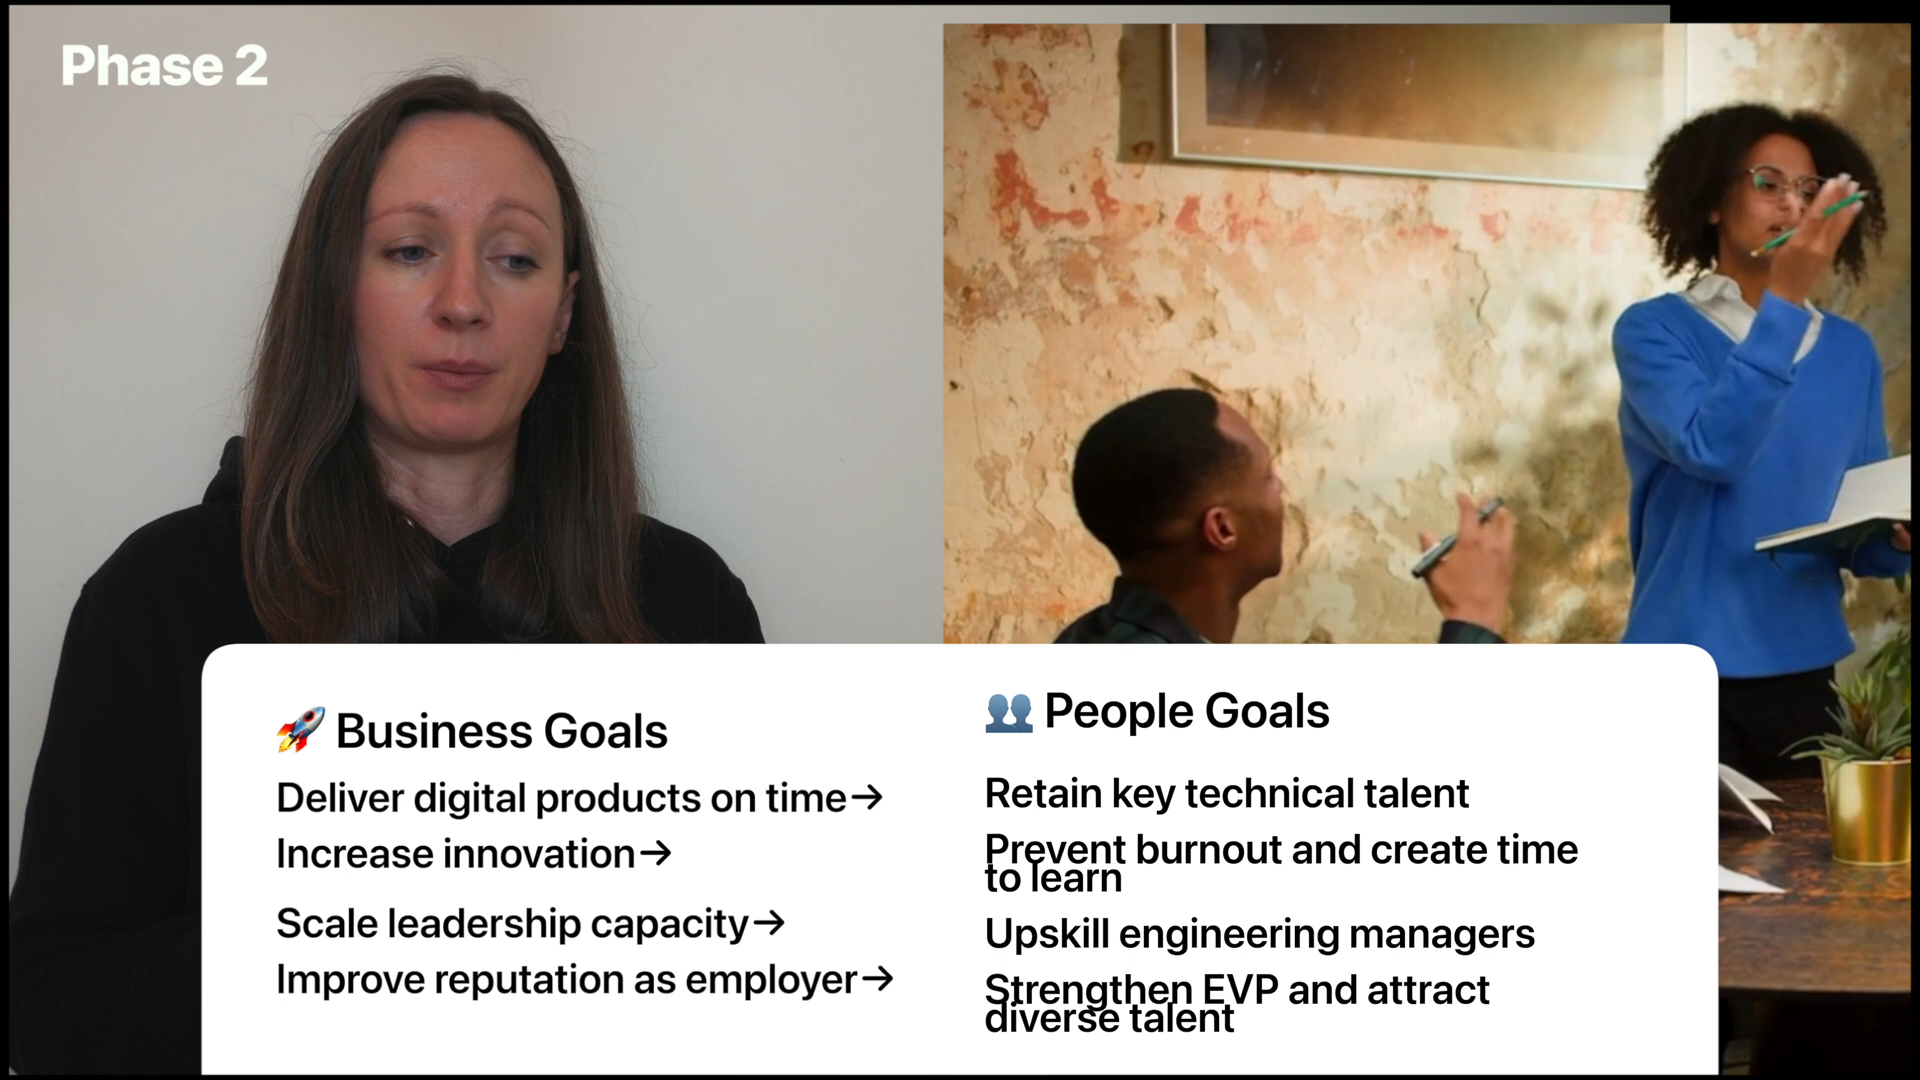 Phase 2
🚀 Business Goals
Deliver digital products on time→
Increase innovation→
Scale leadership capacity→
Improve reputation as employer→
👥 People Goals
Retain key technical talent
Prevent burnout and create time
to learn
Upskill engineering managers
Strengthen EVP and attract
diverse talent